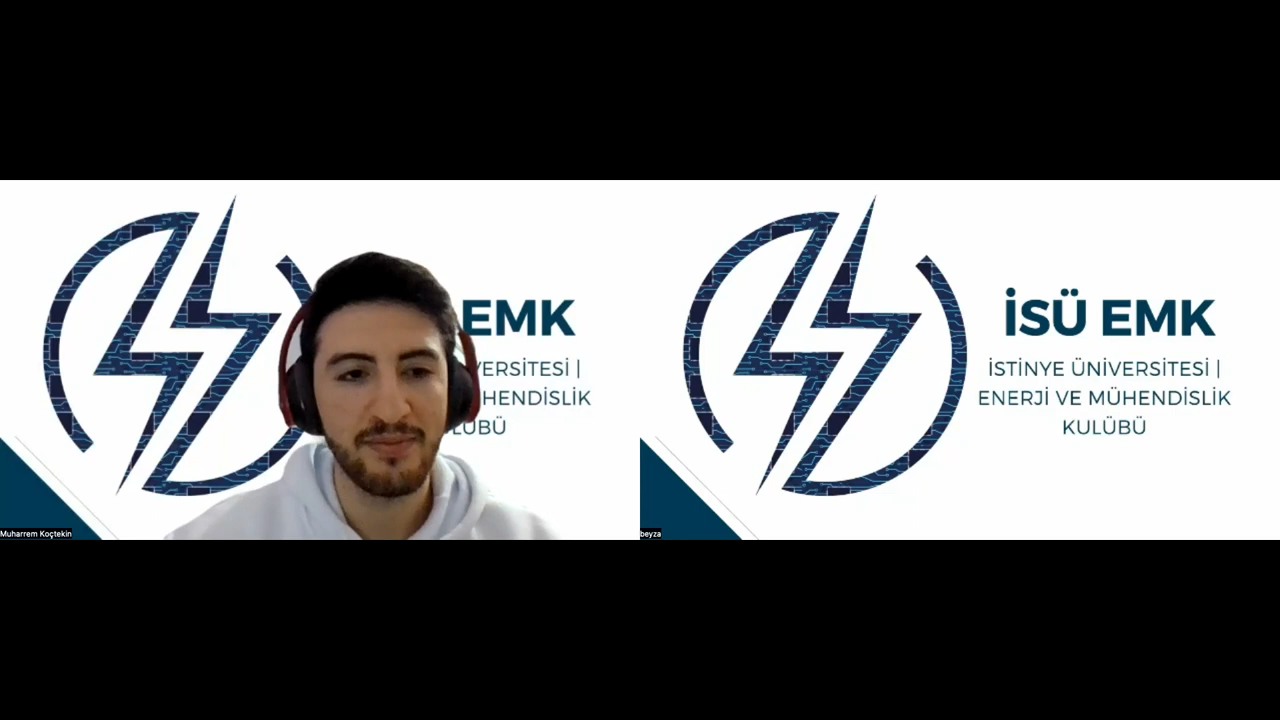 EMK
VERSİTESİ |
HENDİSLİK
LÜBÜ
Muharrem Koçtekin
İSÜ EMK
İSTİNYE ÜNİVERSİTESİ |
ENERJİ VE MÜHENDİSLİK
KULÜBÜ
beyza